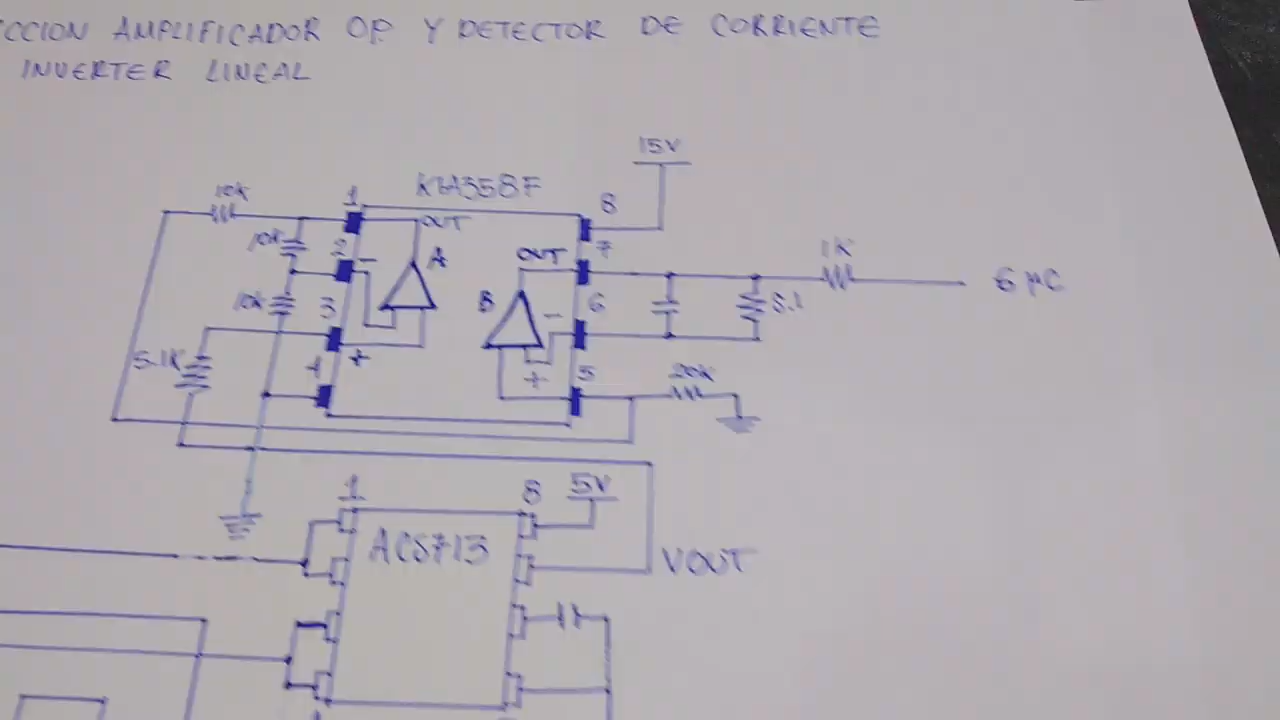 CCION AMPLIFICADOR OP. Y DETECTOR DE CORRIENTE
INVERTER LINEAL
15V
KIA358F
10K
1
OUT
8
10K
2
-
A
OUT
7
1K
6 µC
10K
3
B
-
6
5.1
5.1K
4
+
+
5
20K
1
8
5V
ACS713
VOUT